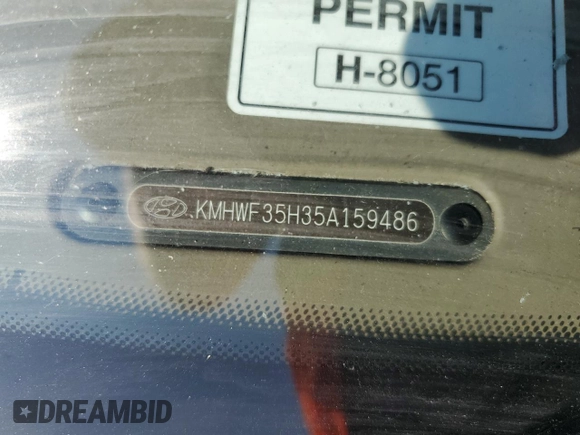 PERMIT
H-8051
KMHWF35H35A159486
DREAMBID